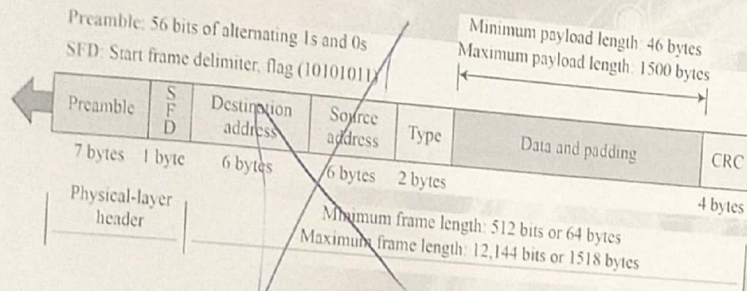 Preamble: 56 bits of alternating 1s and 0s
SFD: Start frame delimiter, flag (10101011)
Minimum payload length: 46 bytes
Maximum payload length: 1500 bytes
Preamble
S
F
D
Destination
address
Source
address
Type
Data and padding
CRC
7 bytes
1 byte
6 bytes
6 bytes
2 bytes
4 bytes
Physical-layer
header
Minimum frame length: 512 bits or 64 bytes
Maximum frame length: 12,144 bits or 1518 bytes